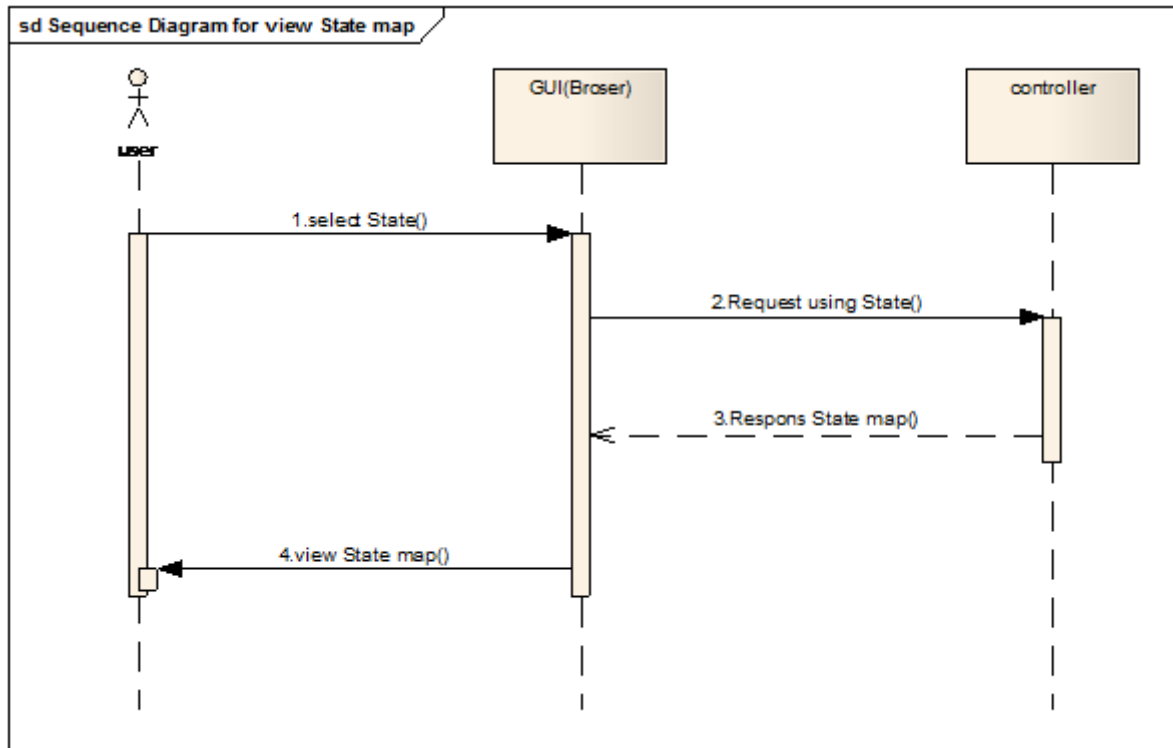 sd Sequence Diagram for view State map
user
GUI(Broser)
controller
1.select State()
2.Request using State()
3.Respons State map()
4.view State map()